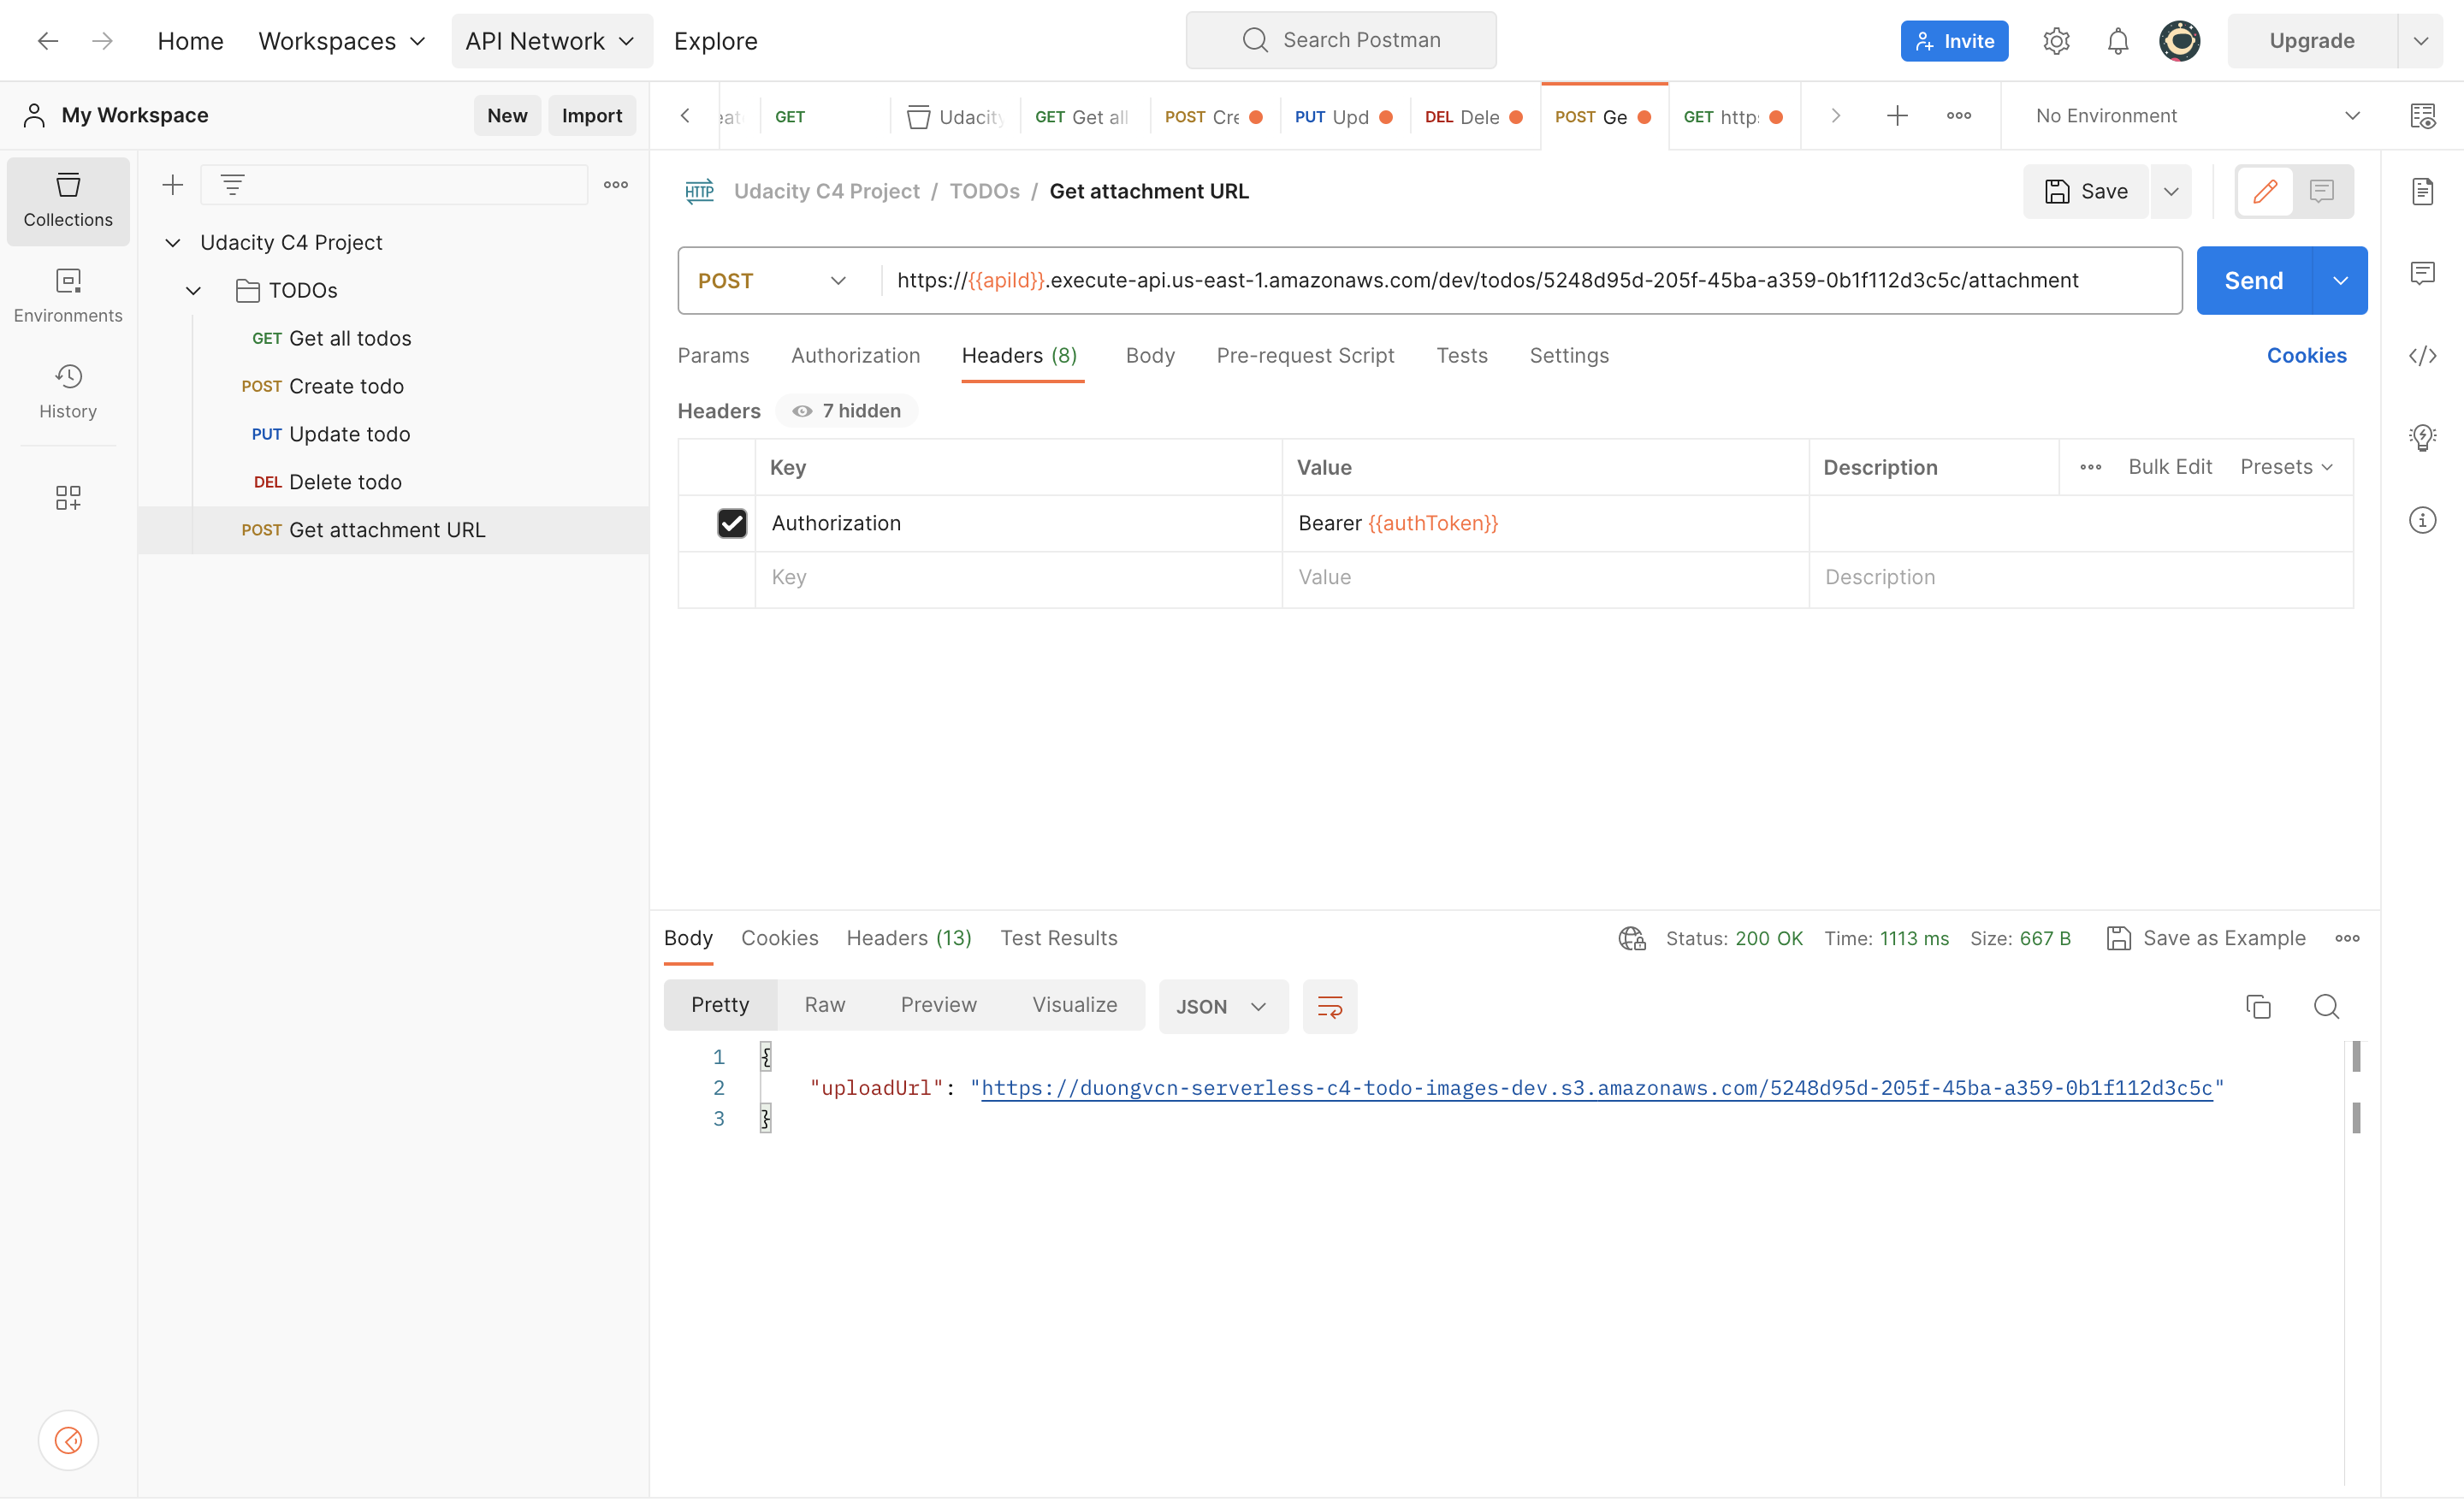 Home Workspaces API Network Explore Search Postman Invite Upgrade
My Workspace New Import
GET Udacity GET Get all POST Cre PUT Upd DEL Dele POST Ge GET http: No Environment
Collections
Environments
History
Udacity C4 Project
TODOs
GET Get all todos
POST Create todo
PUT Update todo
DEL Delete todo
POST Get attachment URL
HTTP Udacity C4 Project / TODOs / Get attachment URL Save
POST https://{{apiId}}.execute-api.us-east-1.amazonaws.com/dev/todos/5248d95d-205f-45ba-a359-0b1f112d3c5c/attachment Send
Params Authorization Headers (8) Body Pre-request Script Tests Settings Cookies
Headers 7 hidden
Key Value Description Bulk Edit Presets
Authorization Bearer {{authToken}}
Key Value Description
Body Cookies Headers (13) Test Results Status: 200 OK Time: 1113 ms Size: 667 B Save as Example
Pretty Raw Preview Visualize JSON
1 {
2 "uploadUrl": "https://duongvcn-serverless-c4-todo-images-dev.s3.amazonaws.com/5248d95d-205f-45ba-a359-0b1f112d3c5c"
3 }